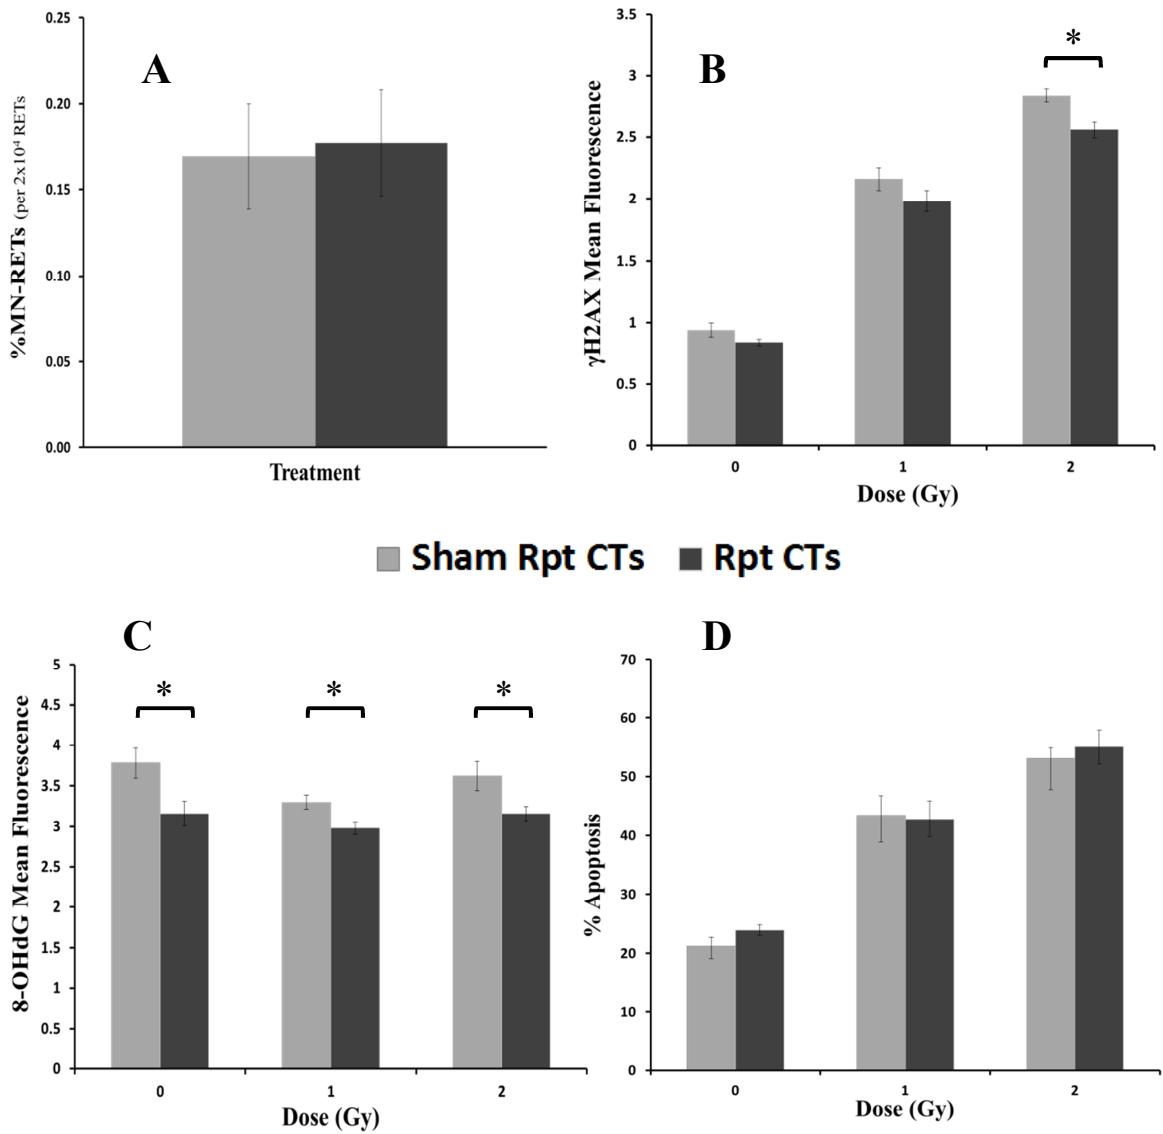 A
0.25
0.20
0.15
0.10
0.05
0.00
%MN-RETs (per 2x10⁴ RETs
Treatment
B
3.5
3
2.5
2
1.5
1
0.5
0
γH2AX Mean Fluorescence
*
0 1 2
Dose (Gy)
Sham Rpt CTs Rpt CTs
C
5
4.5
4
3.5
3
2.5
2
1.5
1
0.5
0
8-OHdG Mean Fluorescence
* * *
0 1 2
Dose (Gy)
D
70
60
50
40
30
20
10
0
% Apoptosis
0 1 2
Dose (Gy)